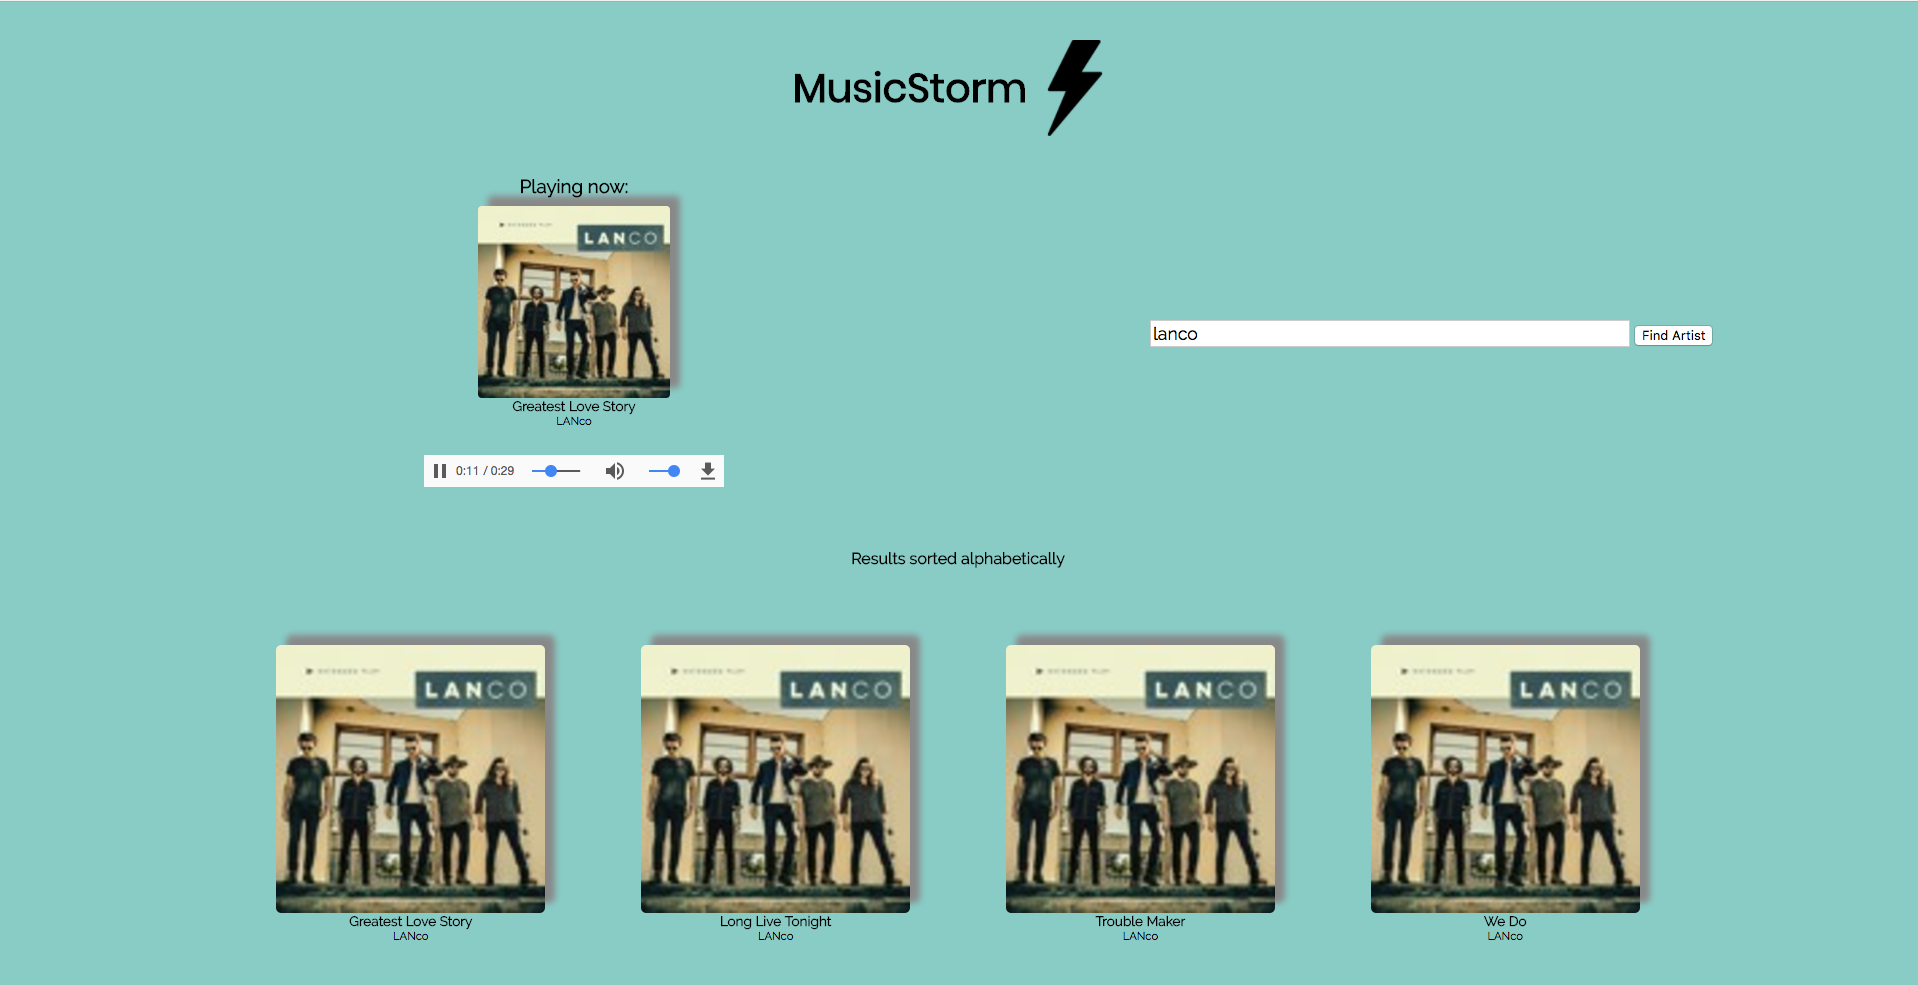 MusicStorm
Playing now:
LANCO
Greatest Love Story
LANco
0:11 / 0:29
lanco
Find Artist
Results sorted alphabetically
LANCO
LANCO
LANCO
LANCO
Greatest Love Story
LANco
Long Live Tonight
LANco
Trouble Maker
LANco
We Do
LANco